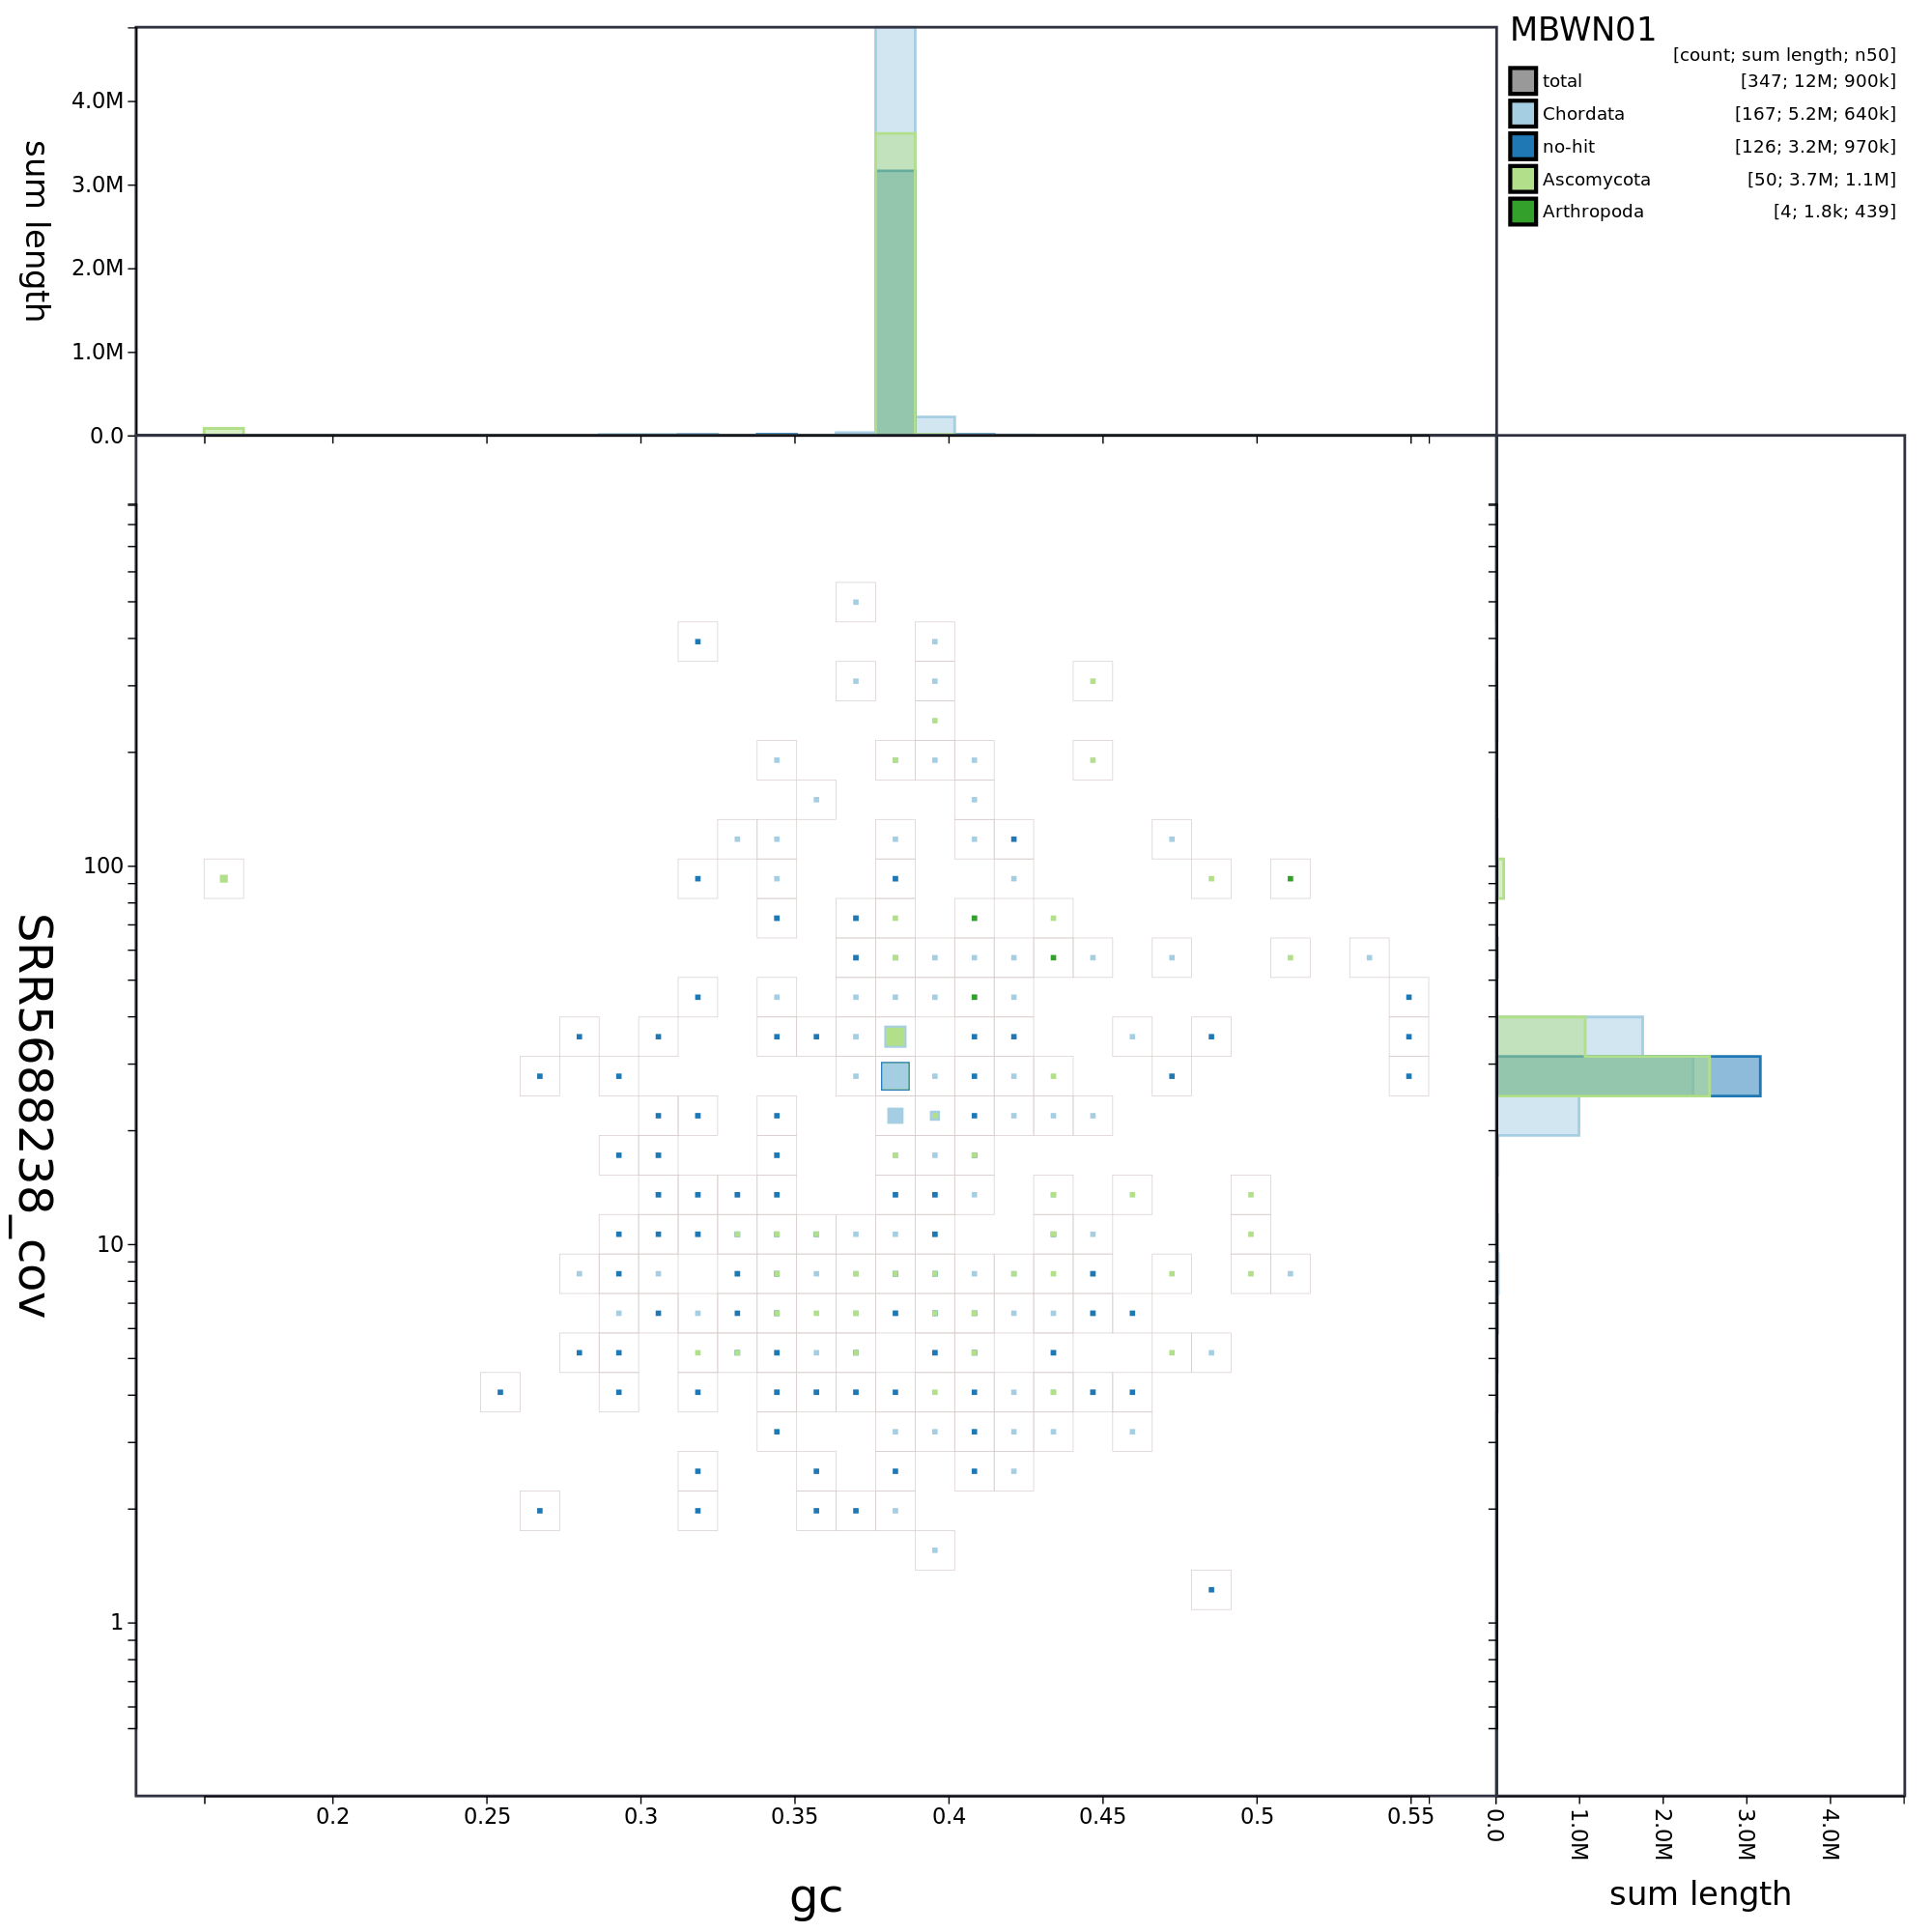 MBWN01
[count; sum length; n50]
total [347; 12M; 900k]
Chordata [167; 5.2M; 640k]
no-hit [126; 3.2M; 970k]
Ascomycota [50; 3.7M; 1.1M]
Arthropoda [4; 1.8k; 439]
sum length
4.0M
3.0M
2.0M
1.0M
0.0
SRR5688238_cov
100
10
1
0.2 0.25 0.3 0.35 0.4 0.45 0.5 0.55
gc
0.0 1.0M 2.0M 3.0M 4.0M
sum length